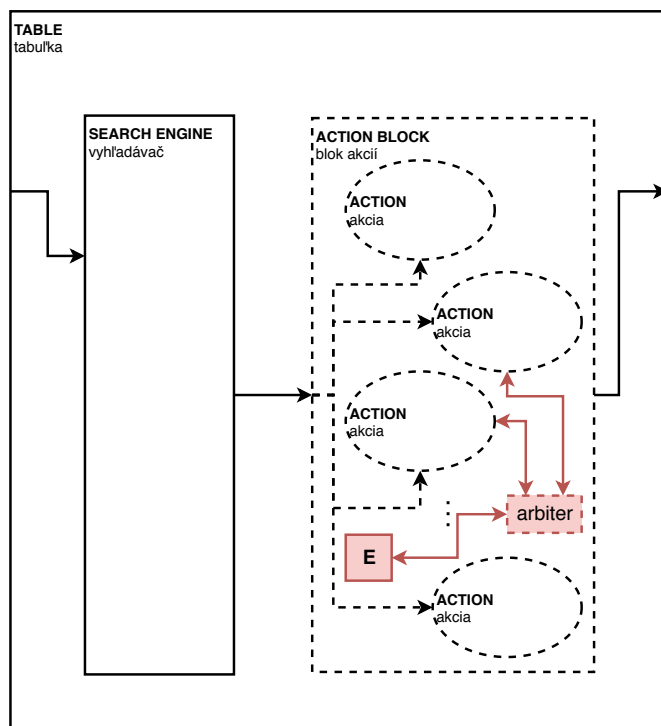 TABLE
tabuľka
SEARCH ENGINE
vyhľadávač
ACTION BLOCK
blok akcií
ACTION
akcia
ACTION
akcia
ACTION
akcia
arbiter
E
ACTION
akcia